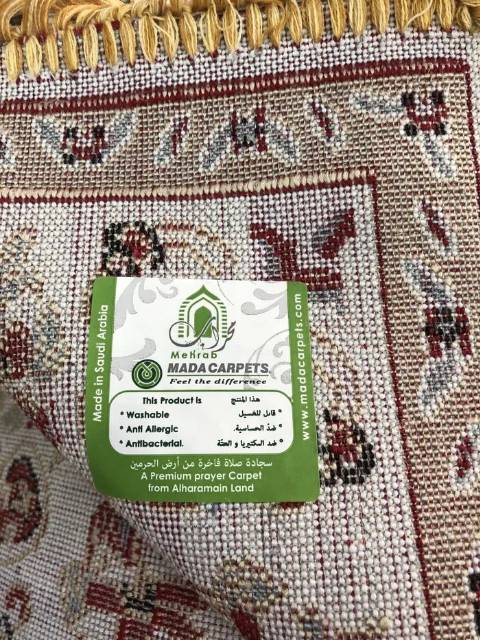 Made in Saudi Arabia
محراب
Mehrab
MADA CARPETS.
Feel the difference
This Product is
هذا المنتج
* Washable
* قابل للغسيل
* Anti Allergic
* ضدّ الحساسية.
* Antibacterial.
* ضد البكتيريا و العثّة
سجادة صلاة فاخرة من أرض الحرمين
A Premium prayer Carpet
from Alharamain Land
www.madacarpets.com